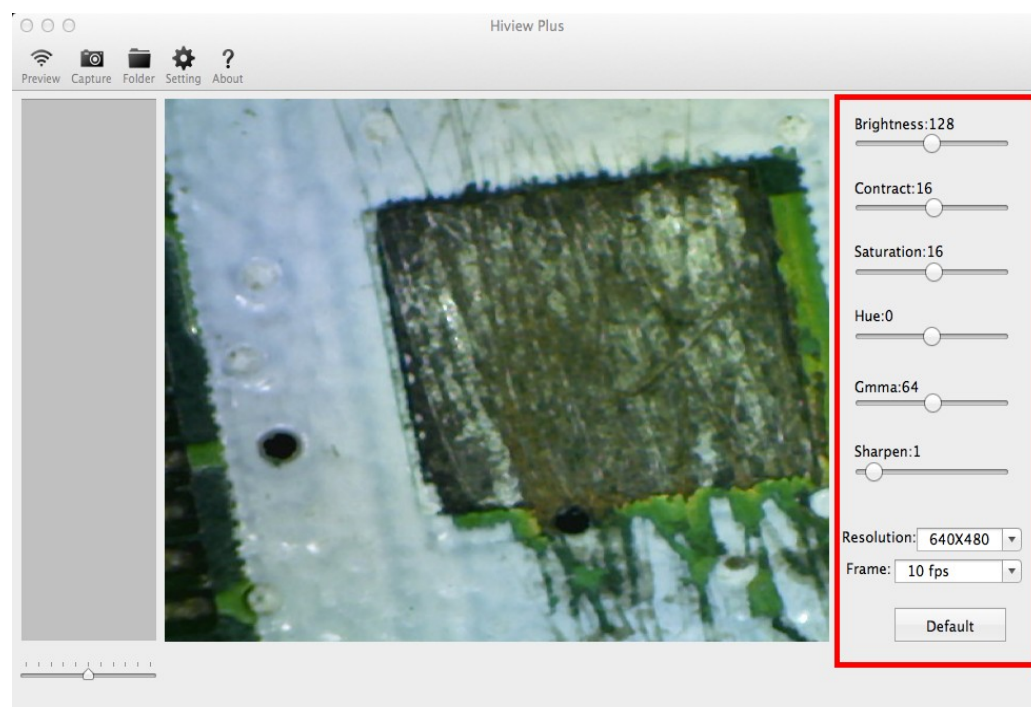 Hiview Plus
Preview Capture Folder Setting About
Brightness:128
Contract:16
Saturation:16
Hue:0
Gmma:64
Sharpen:1
Resolution: 640X480
Frame: 10 fps
Default